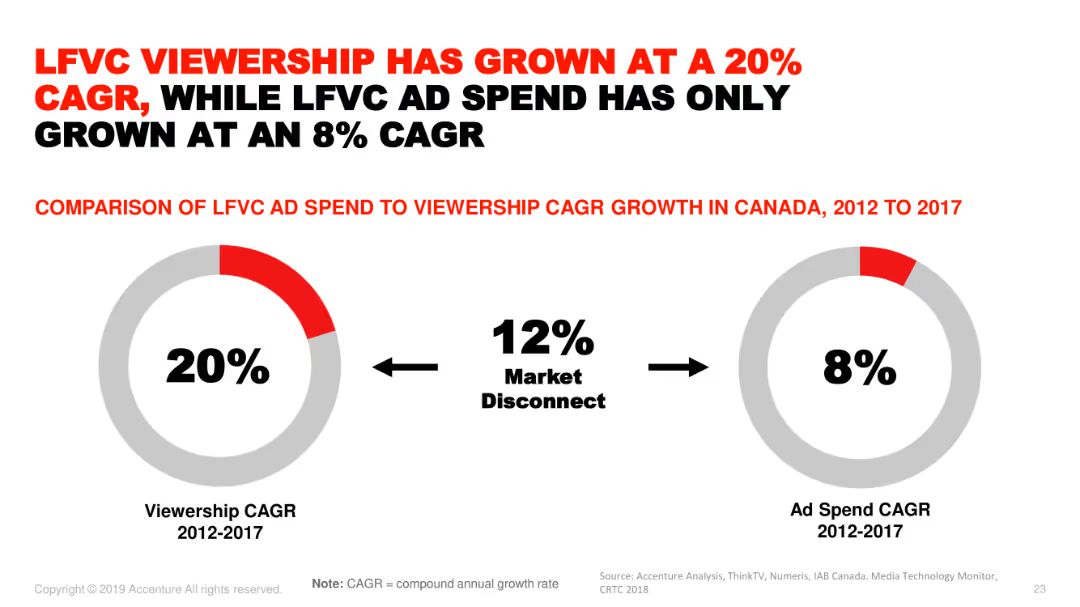 LFVC VIEWERSHIP HAS GROWN AT A 20%
CAGR, WHILE LFVC AD SPEND HAS ONLY
GROWN AT AN 8% CAGR
COMPARISON OF LFVC AD SPEND TO VIEWERSHIP CAGR GROWTH IN CANADA, 2012 TO 2017
20%
12%
Market
Disconnect
8%
Viewership CAGR
2012-2017
Ad Spend CAGR
2012-2017
Copyright © 2019 Accenture All rights reserved.
Note: CAGR = compound annual growth rate
Source: Accenture Analysis, ThinkTV, Numeris, IAB Canada. Media Technology Monitor,
CRTC 2018
23